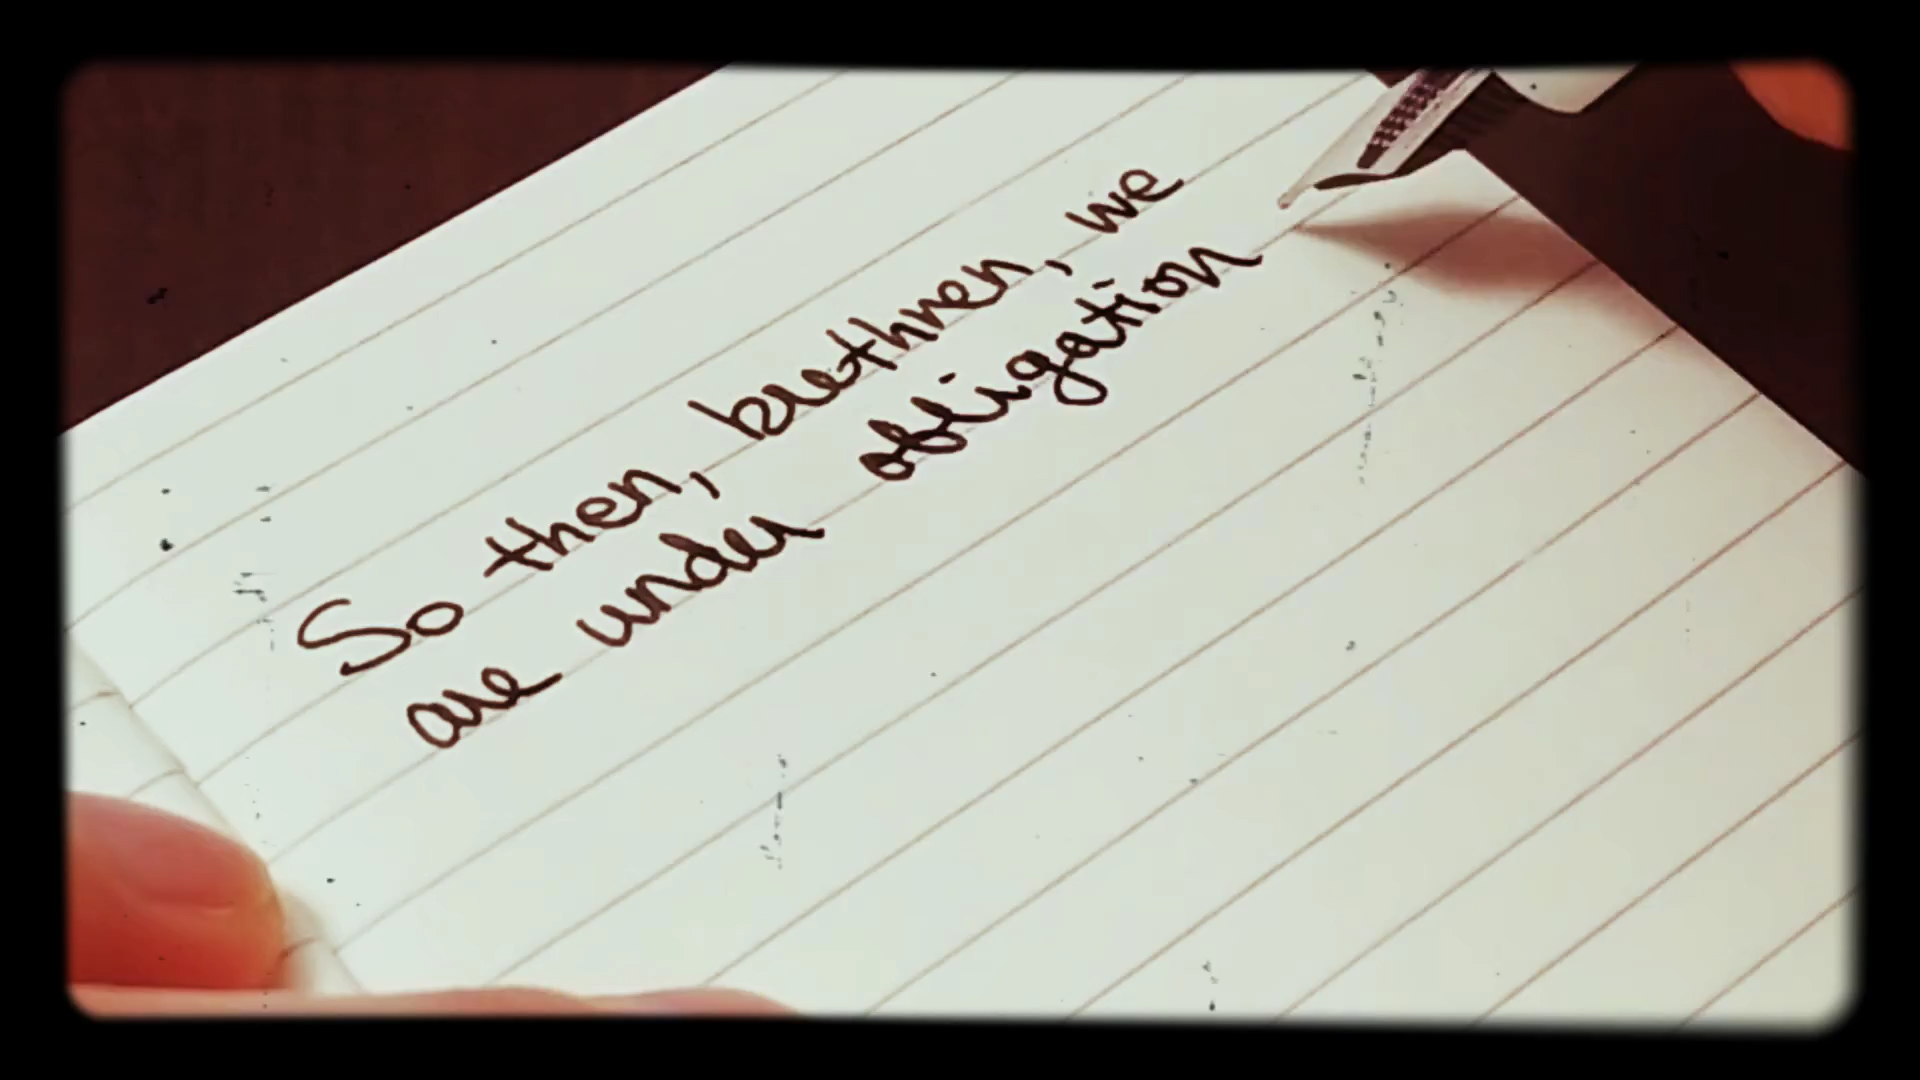 So then, brethren, we
are under obligation